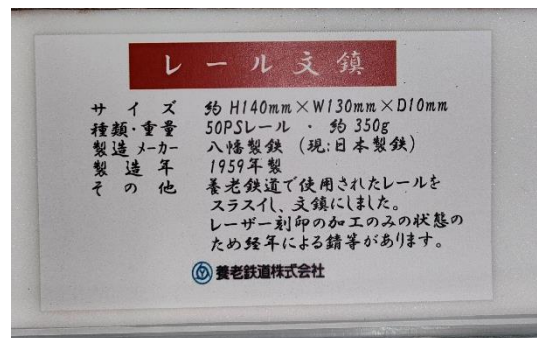 レール文鎮
サイズ 約H140mm×W130mm×D10mm
種類・重量 50PSレール ・ 約350g
製造メーカー 八幡製鉄 (現:日本製鉄)
製造年 1959年製
その他 養老鉄道で使用されたレールを
スラスイし、文鎮にしました。
レーザー刻印の加工のみの状態の
ため経年による錆等があります。
養老鉄道株式会社